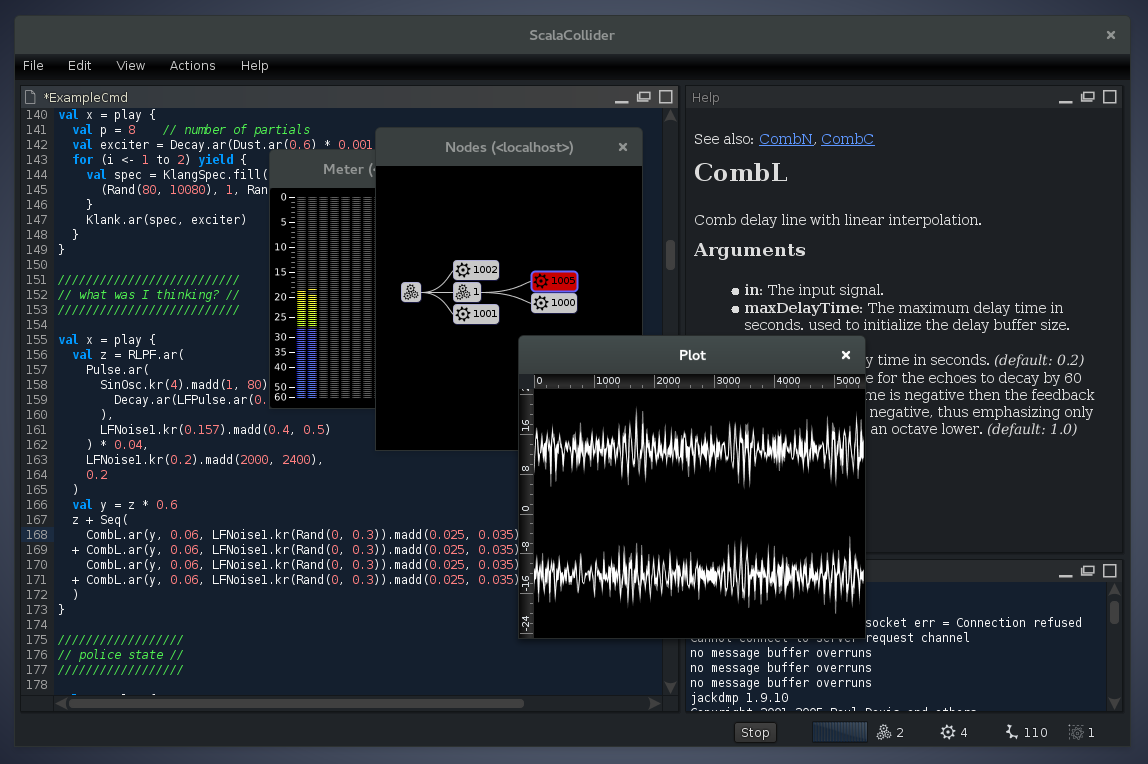 ScalaCollider
File Edit View Actions Help
*ExampleCmd
140 val x = play {
141 val p = 8 // number of partials
142 val exciter = Decay.ar(Dust.ar(0.6) * 0.001
143 for (i <- 1 to 2) yield {
144 val spec = KlangSpec.fill(
145 (Rand(80, 10080), 1, Ran
146 }
147 Klank.ar(spec, exciter)
148 }
149 }
150
151 //////////////////////////
152 // what was I thinking? //
153 //////////////////////////
154
155 val x = play {
156 val z = RLPF.ar(
157 Pulse.ar(
158 SinOsc.kr(4).madd(1, 80)
159 Decay.ar(LFPulse.ar(0.
160 ),
161 LFNoise1.kr(0.157).madd(0.4, 0.5)
162 ) * 0.04,
163 LFNoise1.kr(0.2).madd(2000, 2400),
164 0.2
165 )
166 val y = z * 0.6
167 z + Seq(
168 CombL.ar(y, 0.06, LFNoise1.kr(Rand(0, 0.3)).madd(0.025, 0.035)
169 + CombL.ar(y, 0.06, LFNoise1.kr(Rand(0, 0.3)).madd(0.025, 0.035)
170 CombL.ar(y, 0.06, LFNoise1.kr(Rand(0, 0.3)).madd(0.025, 0.035)
171 + CombL.ar(y, 0.06, LFNoise1.kr(Rand(0, 0.3)).madd(0.025, 0.035)
172 )
173 }
174
175 //////////////////
176 // police state //
177 //////////////////
178
Meter (
0
5
10
15
20
25
30
35
40
50
60
Nodes (<localhost>)
1002
1
1001
1005
1000
Plot
0 1000 2000 3000 4000 5000
16
8
0
-8
-16
-24
Help
See also: CombN, CombC
CombL
Comb delay line with linear interpolation.
Arguments
in: The input signal.
maxDelayTime: The maximum delay time in
seconds. used to initialize the delay buffer size.
y time in seconds. (default: 0.2)
e for the echoes to decay by 60
me is negative then the feedback
negative, thus emphasizing only
an octave lower. (default: 1.0)
socket err = Connection refused
Cannot connect to server request channel
no message buffer overruns
no message buffer overruns
no message buffer overruns
jackdmp 1.9.10
Copyright 2001-2005 Paul Davis and others
Stop 2 4 110 1